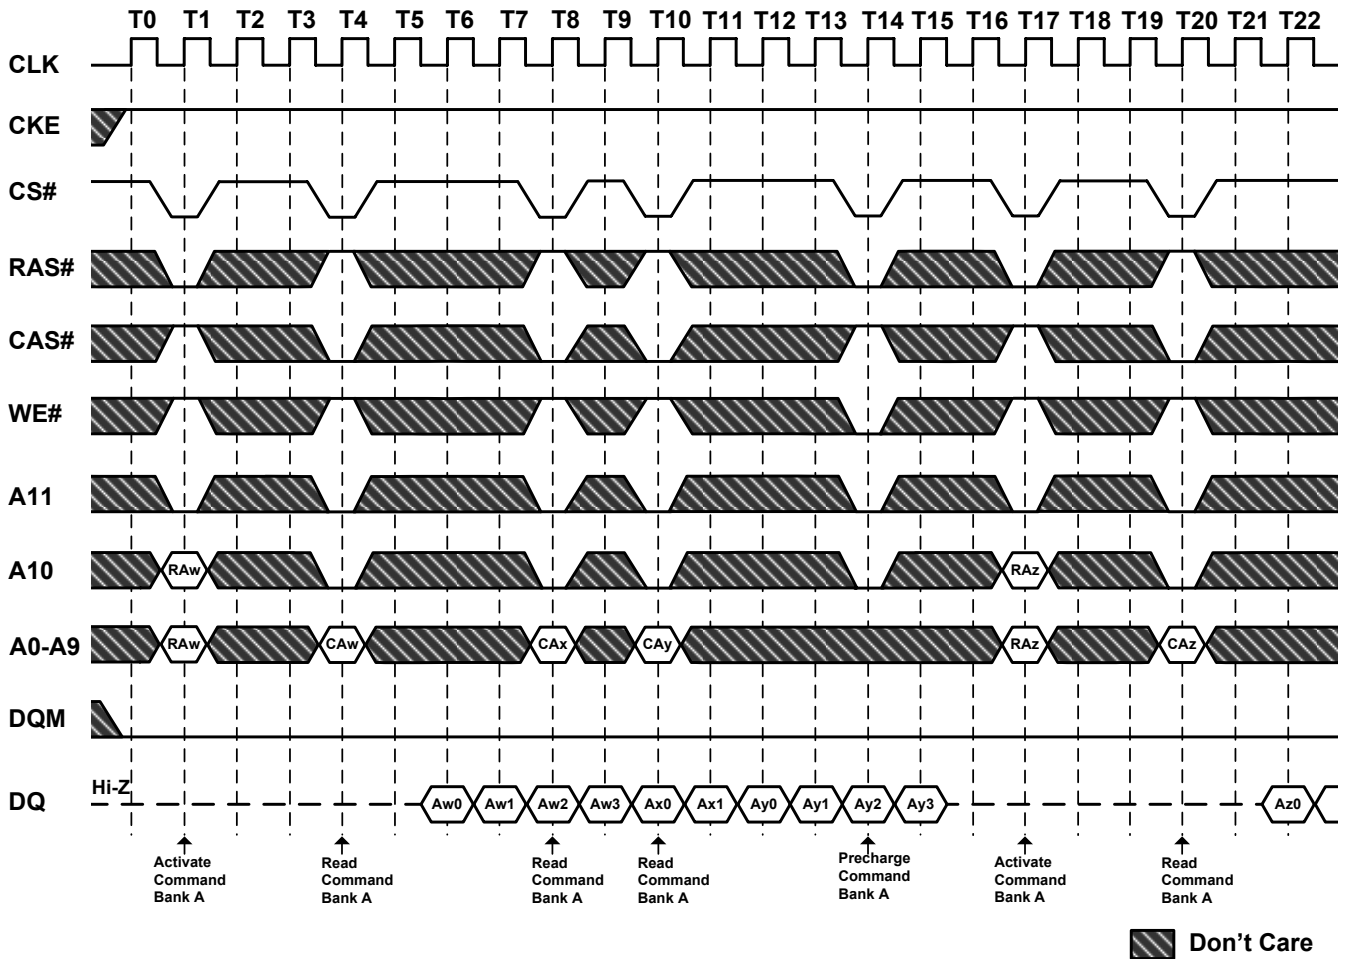 T0 T1 T2 T3 T4 T5 T6 T7 T8 T9 T10 T11 T12 T13 T14 T15 T16 T17 T18 T19 T20 T21 T22
CLK
CKE
CS#
RAS#
CAS#
WE#
A11
A10 RAw RAz
A0-A9 RAw CAw CAx CAy RAz CAz
DQM
DQ Hi-Z Aw0 Aw1 Aw2 Aw3 Ax0 Ax1 Ay0 Ay1 Ay2 Ay3 Az0
Activate
Command
Bank A
Read
Command
Bank A
Read
Command
Bank A
Read
Command
Bank A
Precharge
Command
Bank A
Activate
Command
Bank A
Read
Command
Bank A
Don't Care